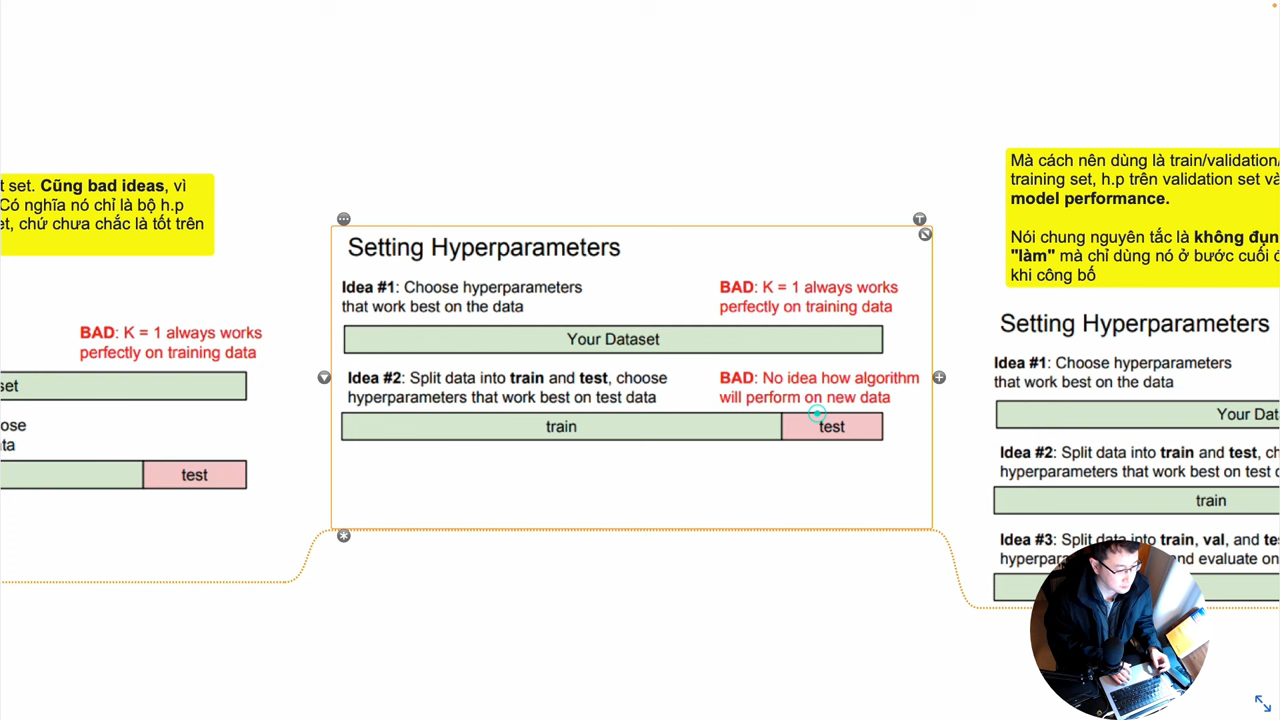 t set. Cũng bad ideas, vì
Có nghĩa nó chỉ là bộ h.p
et, chứ chưa chắc là tốt trên
BAD: K = 1 always works
perfectly on training data
set
ose
ta
test
Setting Hyperparameters
Idea #1: Choose hyperparameters
that work best on the data
BAD: K = 1 always works
perfectly on training data
Your Dataset
Idea #2: Split data into train and test, choose
hyperparameters that work best on test data
BAD: No idea how algorithm
will perform on new data
train
test
Mà cách nên dùng là train/validation/
training set, h.p trên validation set và
model performance.
Nói chung nguyên tắc là không đụn
"làm" mà chỉ dùng nó ở bước cuối
khi công bố
Setting Hyperparameters
Idea #1: Choose hyperparameters
that work best on the data
Your Dat
Idea #2: Split data into train and test, ch
hyperparameters that work best on test
train
Idea #3: Split data into train, val, and te
hyperpara and evaluate on